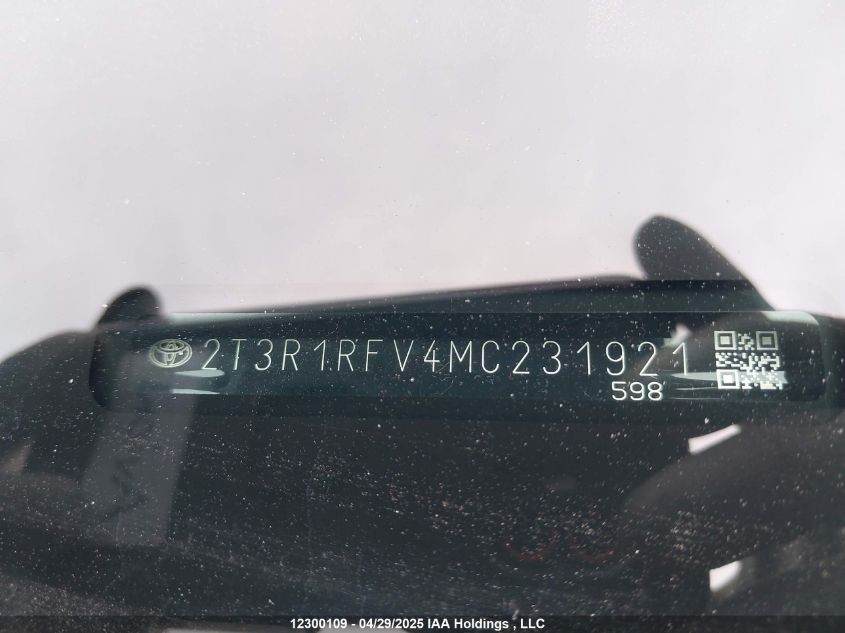 2T3R1RFV4MC231921
598
12300109 - 04/29/2025 IAA Holdings , LLC